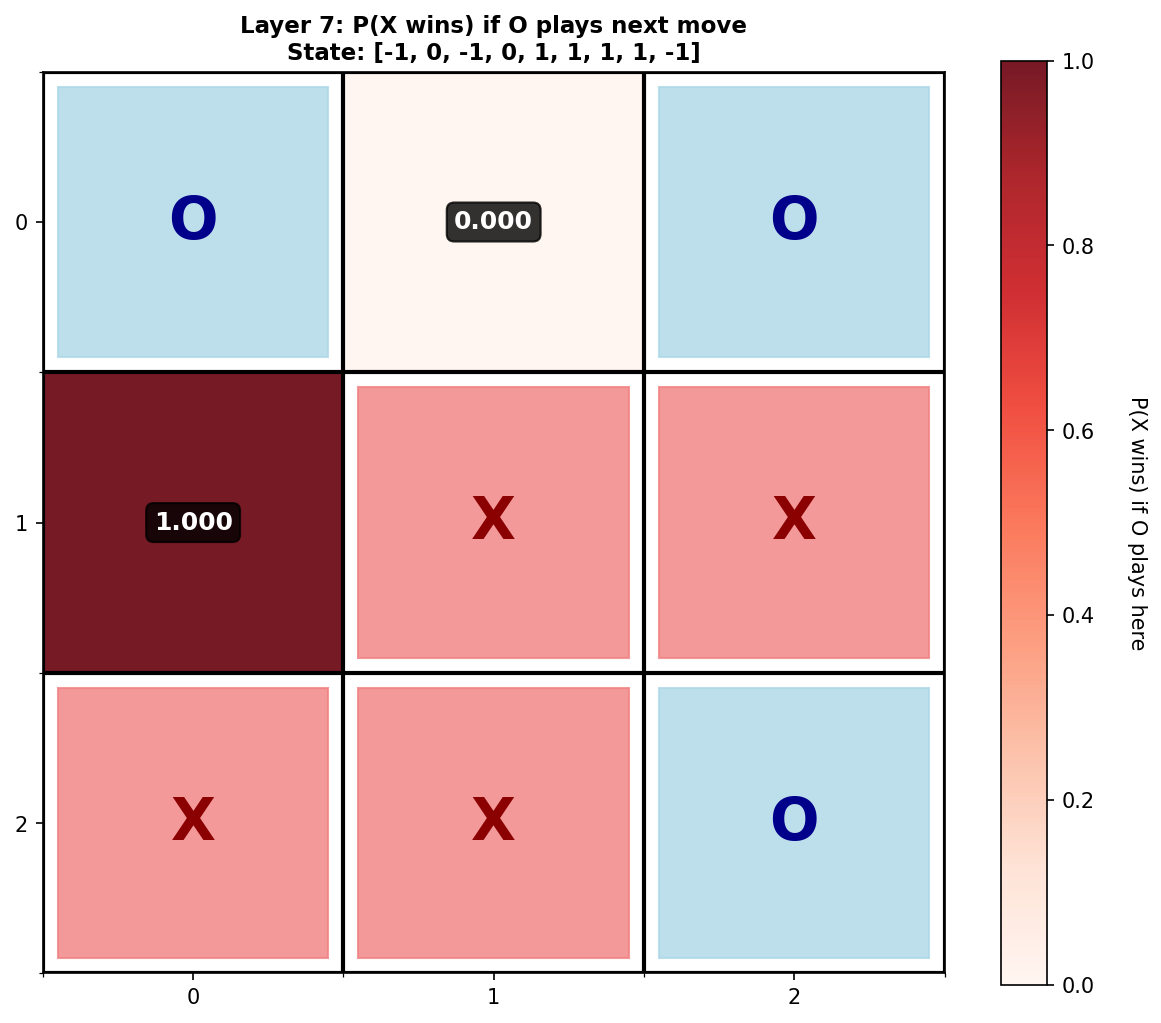 Layer 7: P(X wins) if O plays next move
State: [-1, 0, -1, 0, 1, 1, 1, 1, -1]
0
O
0.000
O
1
1.000
X
X
2
X
X
O
0
1
2
1.0
0.8
0.6
0.4
0.2
0.0
P(X wins) if O plays here